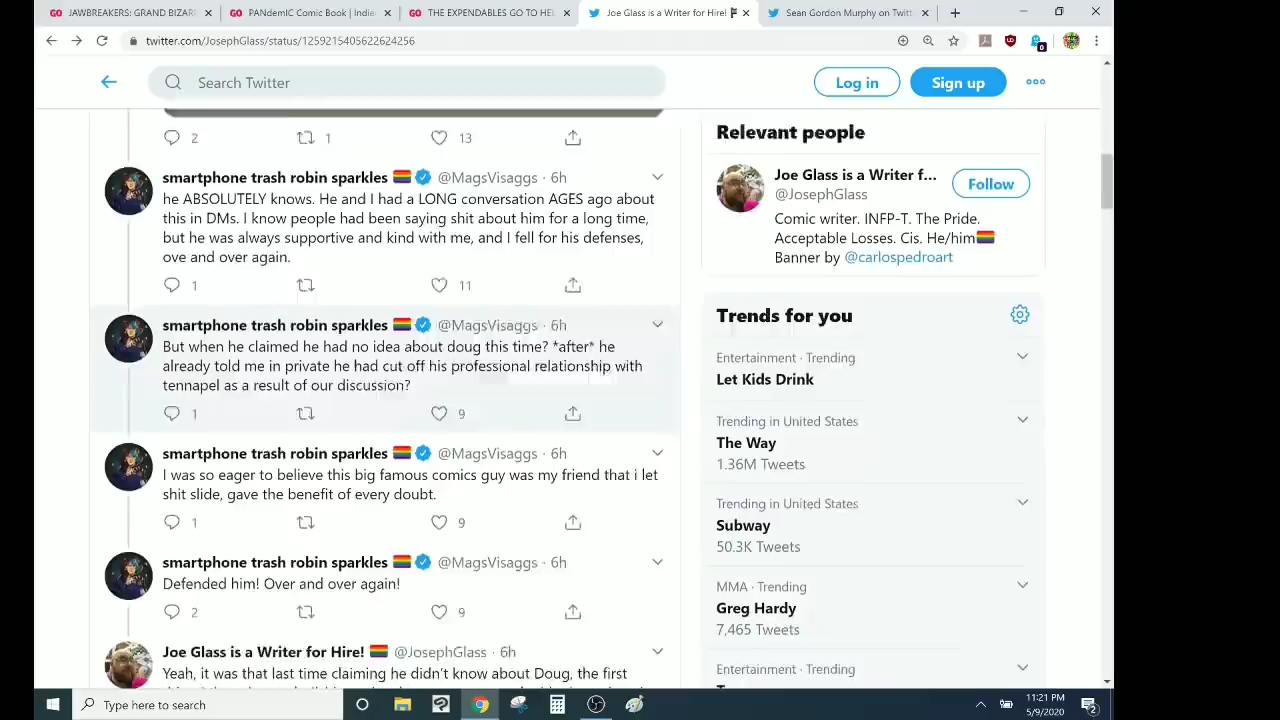 JAWBREAKERS: GRAND BIZAR
PANdemIC Comic Book | Indie
THE EXPENDABLES GO TO HEL
Joe Glass is a Writer for Hire!
Sean Gordon Murphy on Twitt
twitter.com/JosephGlass/status/1259215405622624256
Search Twitter
Log in
Sign up
2 1 13
smartphone trash robin sparkles @MagsVisaggs · 6h
he ABSOLUTELY knows. He and I had a LONG conversation AGES ago about
this in DMs. I know people had been saying shit about him for a long time,
but he was always supportive and kind with me, and I fell for his defenses,
ove and over again.
1 11
smartphone trash robin sparkles @MagsVisaggs · 6h
But when he claimed he had no idea about doug this time? *after* he
already told me in private he had cut off his professional relationship with
tennapel as a result of our discussion?
1 9
smartphone trash robin sparkles @MagsVisaggs · 6h
I was so eager to believe this big famous comics guy was my friend that i let
shit slide, gave the benefit of every doubt.
1 9
smartphone trash robin sparkles @MagsVisaggs · 6h
Defended him! Over and over again!
2 9
Joe Glass is a Writer for Hire! @JosephGlass · 6h
Yeah, it was that last time claiming he didn't know about Doug, the first
Relevant people
Joe Glass is a Writer f...
@JosephGlass
Follow
Comic writer. INFP-T. The Pride.
Acceptable Losses. Cis. He/him
Banner by @carlospedroart
Trends for you
Entertainment · Trending
Let Kids Drink
Trending in United States
The Way
1.36M Tweets
Trending in United States
Subway
50.3K Tweets
MMA · Trending
Greg Hardy
7,465 Tweets
Entertainment · Trending
Type here to search
11:21 PM
5/9/2020
2